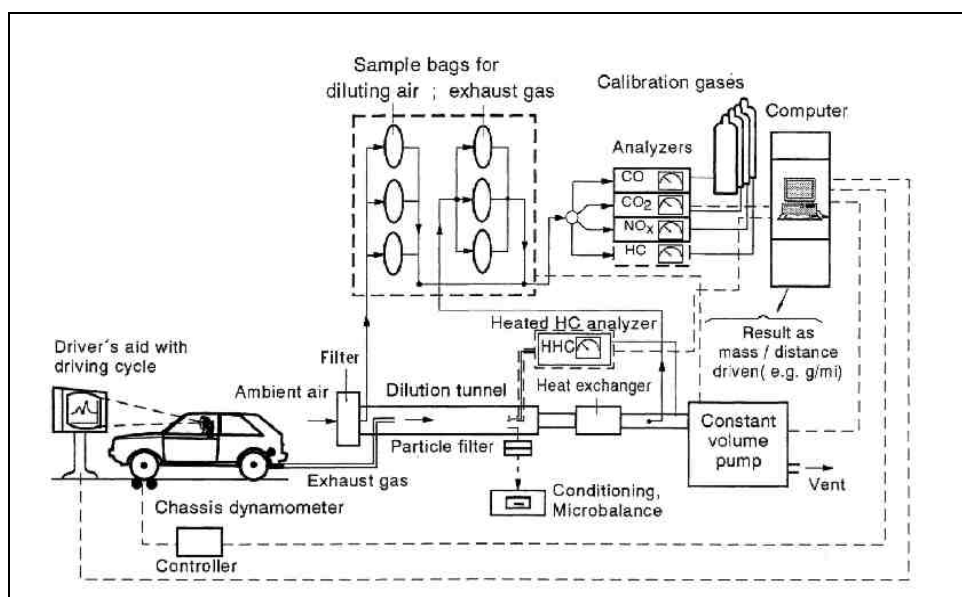 Sample bags for
diluting air ; exhaust gas
Calibration gases
Computer
Analyzers
CO
CO2
NOx
HC
Heated HC analyzer
HHC
Result as
mass / distance
driven( e.g. g/mi)
Driver's aid with
driving cycle
Filter
Ambient air
Dilution tunnel
Heat exchanger
Constant
volume
pump
Particle filter
Exhaust gas
Vent
Conditioning,
Microbalance
Chassis dynamometer
Controller